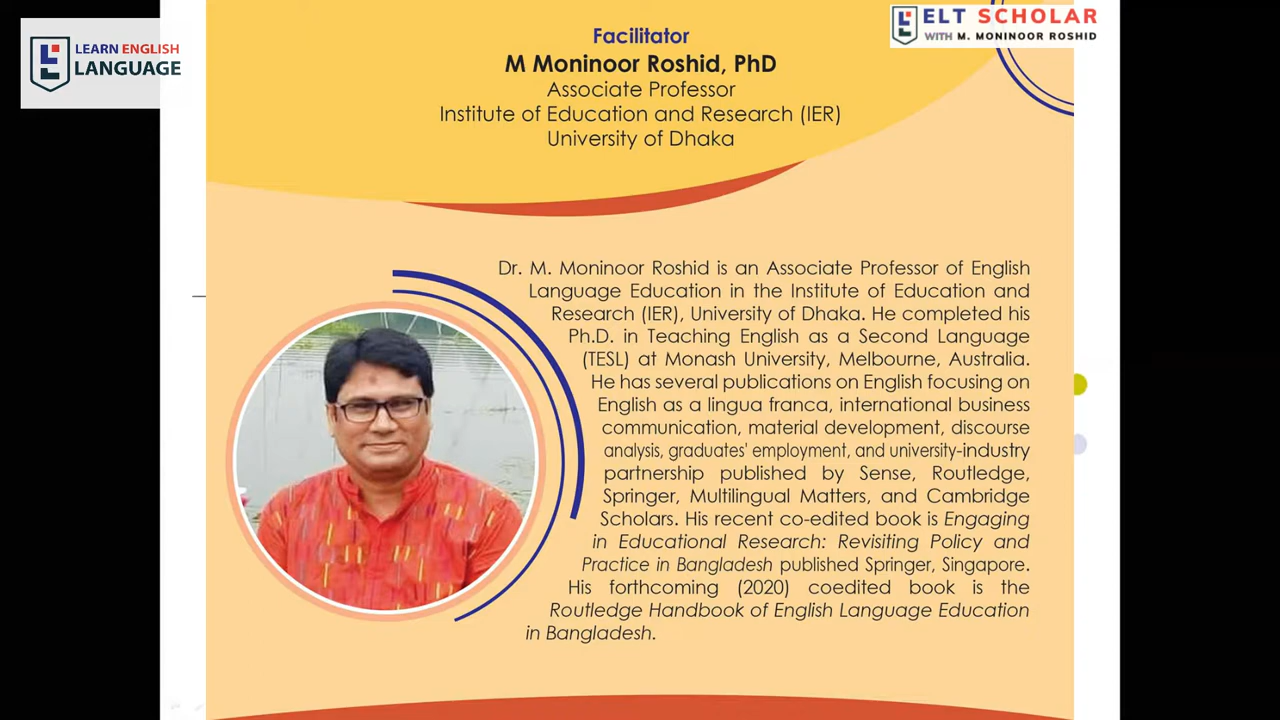 LEARN ENGLISH
LANGUAGE
ELT SCHOLAR
WITH M. MONINOOR ROSHID
Facilitator
M Moninoor Roshid, PhD
Associate Professor
Institute of Education and Research (IER)
University of Dhaka
Dr. M. Moninoor Roshid is an Associate Professor of English
Language Education in the Institute of Education and
Research (IER), University of Dhaka. He completed his
Ph.D. in Teaching English as a Second Language
(TESL) at Monash University, Melbourne, Australia.
He has several publications on English focusing on
English as a lingua franca, international business
communication, material development, discourse
analysis, graduates' employment, and university-industry
partnership published by Sense, Routledge,
Springer, Multilingual Matters, and Cambridge
Scholars. His recent co-edited book is Engaging
in Educational Research: Revisiting Policy and
Practice in Bangladesh published Springer, Singapore.
His forthcoming (2020) coedited book is the
Routledge Handbook of English Language Education
in Bangladesh.